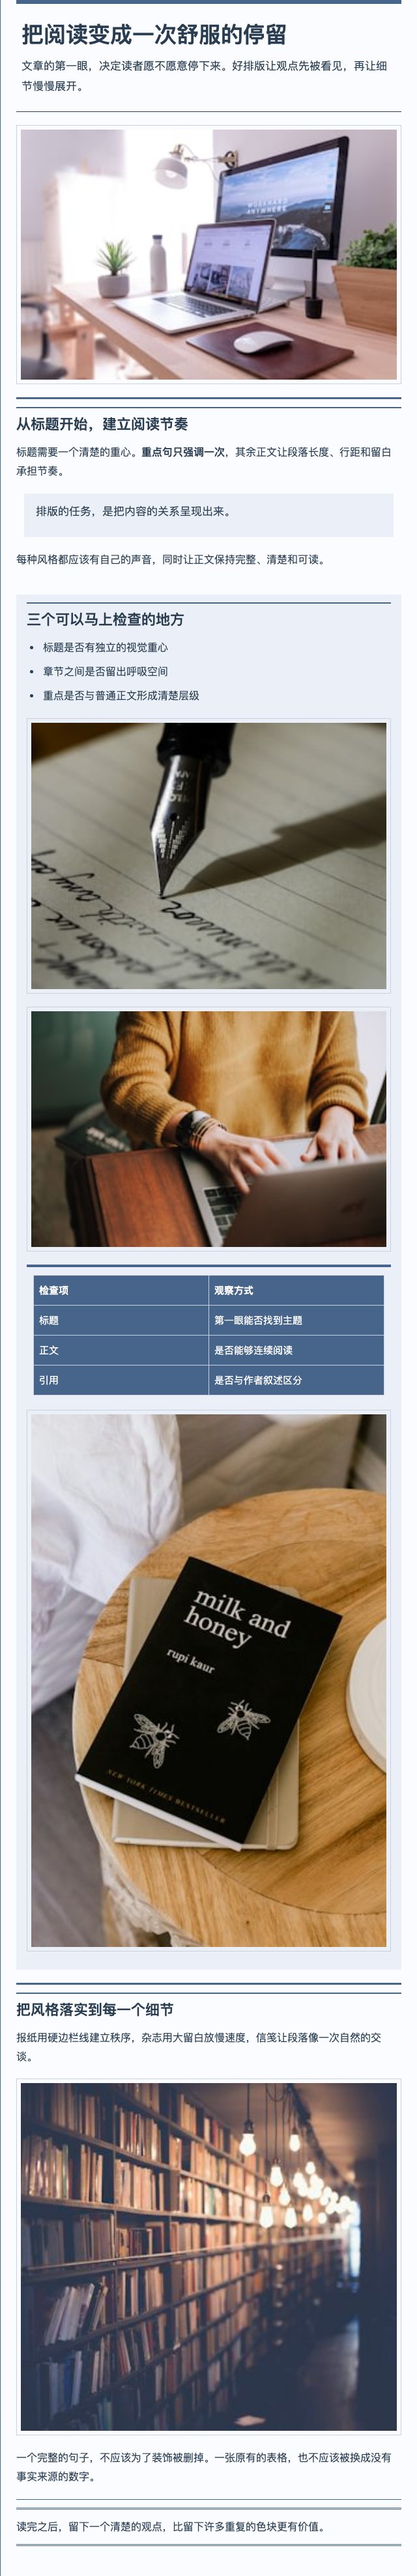 把阅读变成一次舒服的停留
文章的第一眼，决定读者愿不愿意停下来。好排版让观点先被看见，再让细
节慢慢展开。
从标题开始，建立阅读节奏
标题需要一个清楚的重心。重点句只强调一次，其余正文让段落长度、行距和留白
承担节奏。
排版的任务，是把内容的关系呈现出来。
每种风格都应该有自己的声音，同时让正文保持完整、清楚和可读。
三个可以马上检查的地方
• 标题是否有独立的视觉重心
• 章节之间是否留出呼吸空间
• 重点是否与普通正文形成清楚层级
检查项 观察方式
标题 第一眼能否找到主题
正文 是否能够连续阅读
引用 是否与作者叙述区分
milk and
honey
rupi kaur
NEW YORK TIMES BESTSELLER
把风格落实到每一个细节
报纸用硬边栏线建立秩序，杂志用大留白放慢速度，信笺让段落像一次自然的交
谈。
一个完整的句子，不应该为了装饰被删掉。一张原有的表格，也不应该被换成没有
事实来源的数字。
读完之后，留下一个清楚的观点，比留下许多重复的色块更有价值。